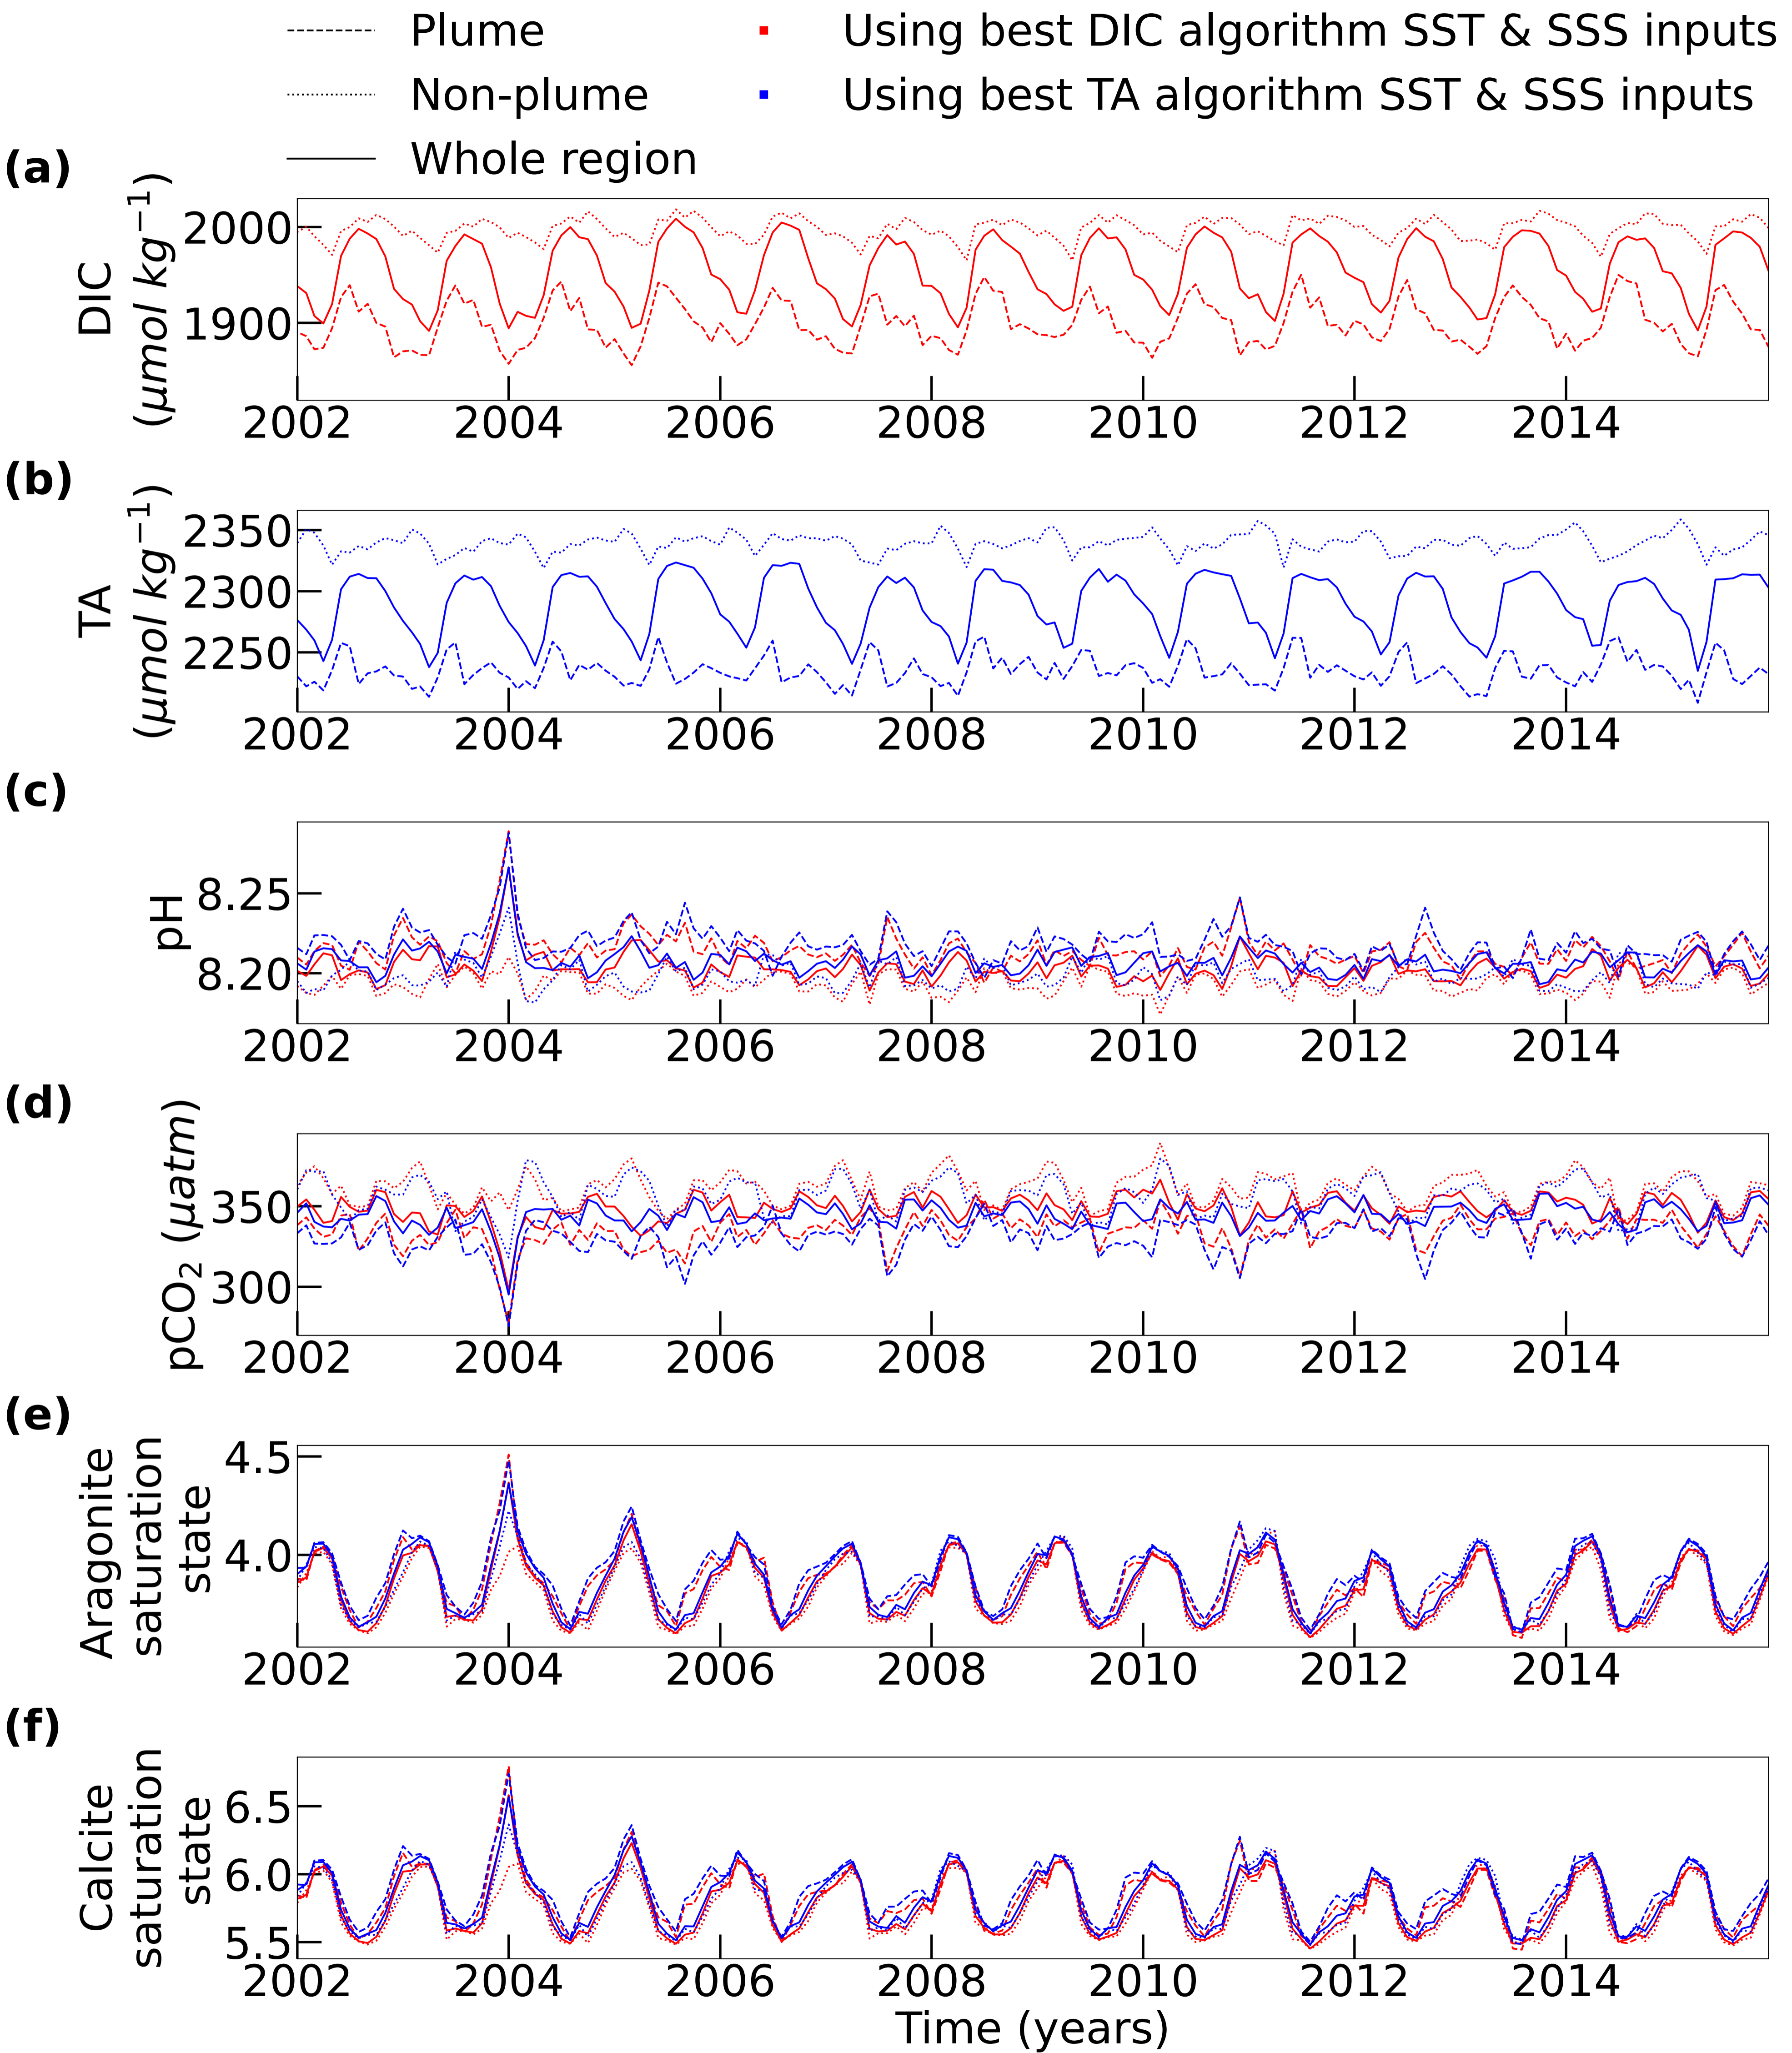 Plume
Using best DIC algorithm SST & SSS inputs
Non-plume
Using best TA algorithm SST & SSS inputs
Whole region
(a)
DIC
(μmol kg⁻¹)
2000
1900
2002 2004 2006 2008 2010 2012 2014
(b)
TA
(μmol kg⁻¹)
2350
2300
2250
2002 2004 2006 2008 2010 2012 2014
(c)
pH
8.25
8.20
2002 2004 2006 2008 2010 2012 2014
(d)
pCO₂ (μatm)
350
300
2002 2004 2006 2008 2010 2012 2014
(e)
Aragonite
saturation
state
4.5
4.0
2002 2004 2006 2008 2010 2012 2014
(f)
Calcite
saturation
state
6.5
6.0
5.5
2002 2004 2006 2008 2010 2012 2014
Time (years)